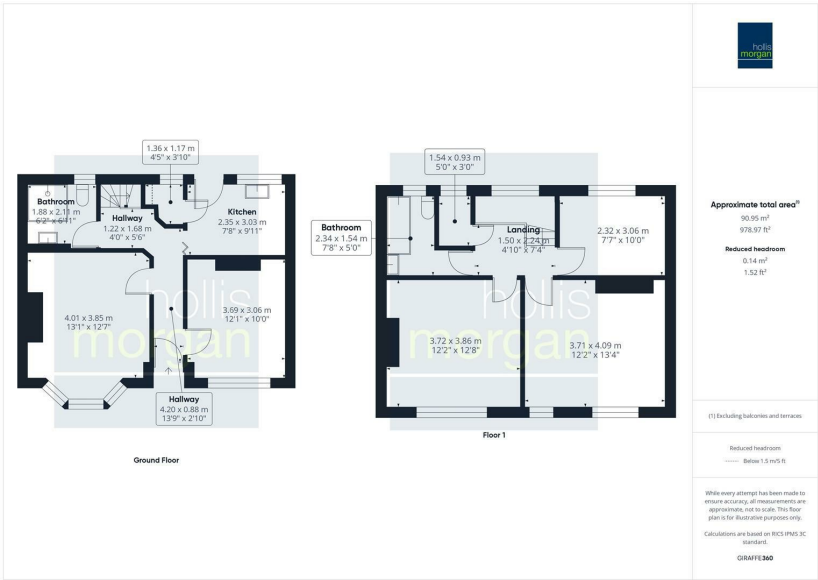 1.36 x 1.17 m
4'5" x 3'10"
Bathroom
1.88 x 2.11 m
6'2" x 6'11"
Hallway
1.22 x 1.68 m
4'0" x 5'6"
Kitchen
2.35 x 3.03 m
7'8" x 9'11"
4.01 x 3.85 m
13'1" x 12'7"
3.69 x 3.06 m
12'1" x 10'0"
hollis
morgan
Hallway
4.20 x 0.88 m
13'9" x 2'10"
Ground Floor
1.54 x 0.93 m
5'0" x 3'0"
Bathroom
2.34 x 1.54 m
7'8" x 5'0"
Landing
1.50 x 2.24 m
4'10" x 7'4"
2.32 x 3.06 m
7'7" x 10'0"
3.72 x 3.86 m
12'2" x 12'8"
3.71 x 4.09 m
12'2" x 13'4"
hollis
morgan
Floor 1
hollis
morgan
Approximate total area⁽¹⁾
90.95 m²
978.97 ft²
Reduced headroom
0.14 m²
1.52 ft²
(1) Excluding balconies and terraces
Reduced headroom
Below 1.5 m/5 ft
While every attempt has been made to
ensure accuracy, all measurements are
approximate, not to scale. This floor
plan is for illustrative purposes only.
Calculations are based on RICS IPMS 3C
standard.
GIRAFFE360